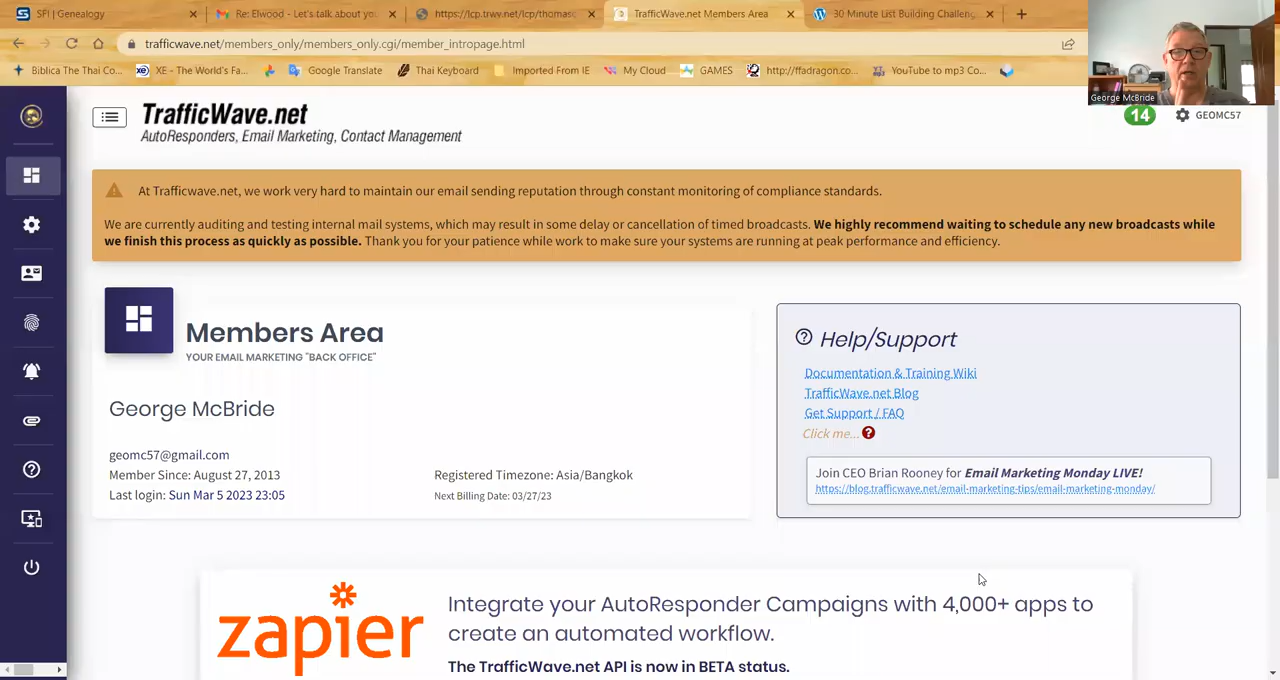 SFI | Genealogy
Re: Elwood - Let's talk about you
https://lcp.trwv.net/lcp/thomas
TrafficWave.net Members Area
30 Minute List Building Challeng
trafficwave.net/members_only/members_only.cgi/member_intropage.html
Biblica The Thai Co...
XE - The World's Fa...
Google Translate
Thai Keyboard
Imported From IE
My Cloud
GAMES
http://ffadragon.co...
YouTube to mp3 Co...
George McBride
TrafficWave.net
AutoResponders, Email Marketing, Contact Management
14
GEOMC57
At Trafficwave.net, we work very hard to maintain our email sending reputation through constant monitoring of compliance standards.
We are currently auditing and testing internal mail systems, which may result in some delay or cancellation of timed broadcasts. We highly recommend waiting to schedule any new broadcasts while
we finish this process as quickly as possible. Thank you for your patience while work to make sure your systems are running at peak performance and efficiency.
Members Area
YOUR EMAIL MARKETING "BACK OFFICE"
George McBride
geomc57@gmail.com
Member Since: August 27, 2013
Last login: Sun Mar 5 2023 23:05
Registered Timezone: Asia/Bangkok
Next Billing Date: 03/27/23
Help/Support
Documentation & Training Wiki
TrafficWave.net Blog
Get Support / FAQ
Click me...
Join CEO Brian Rooney for Email Marketing Monday LIVE!
https://blog.trafficwave.net/email-marketing-tips/email-marketing-monday/
zapier
Integrate your AutoResponder Campaigns with 4,000+ apps to
create an automated workflow.
The TrafficWave.net API is now in BETA status.